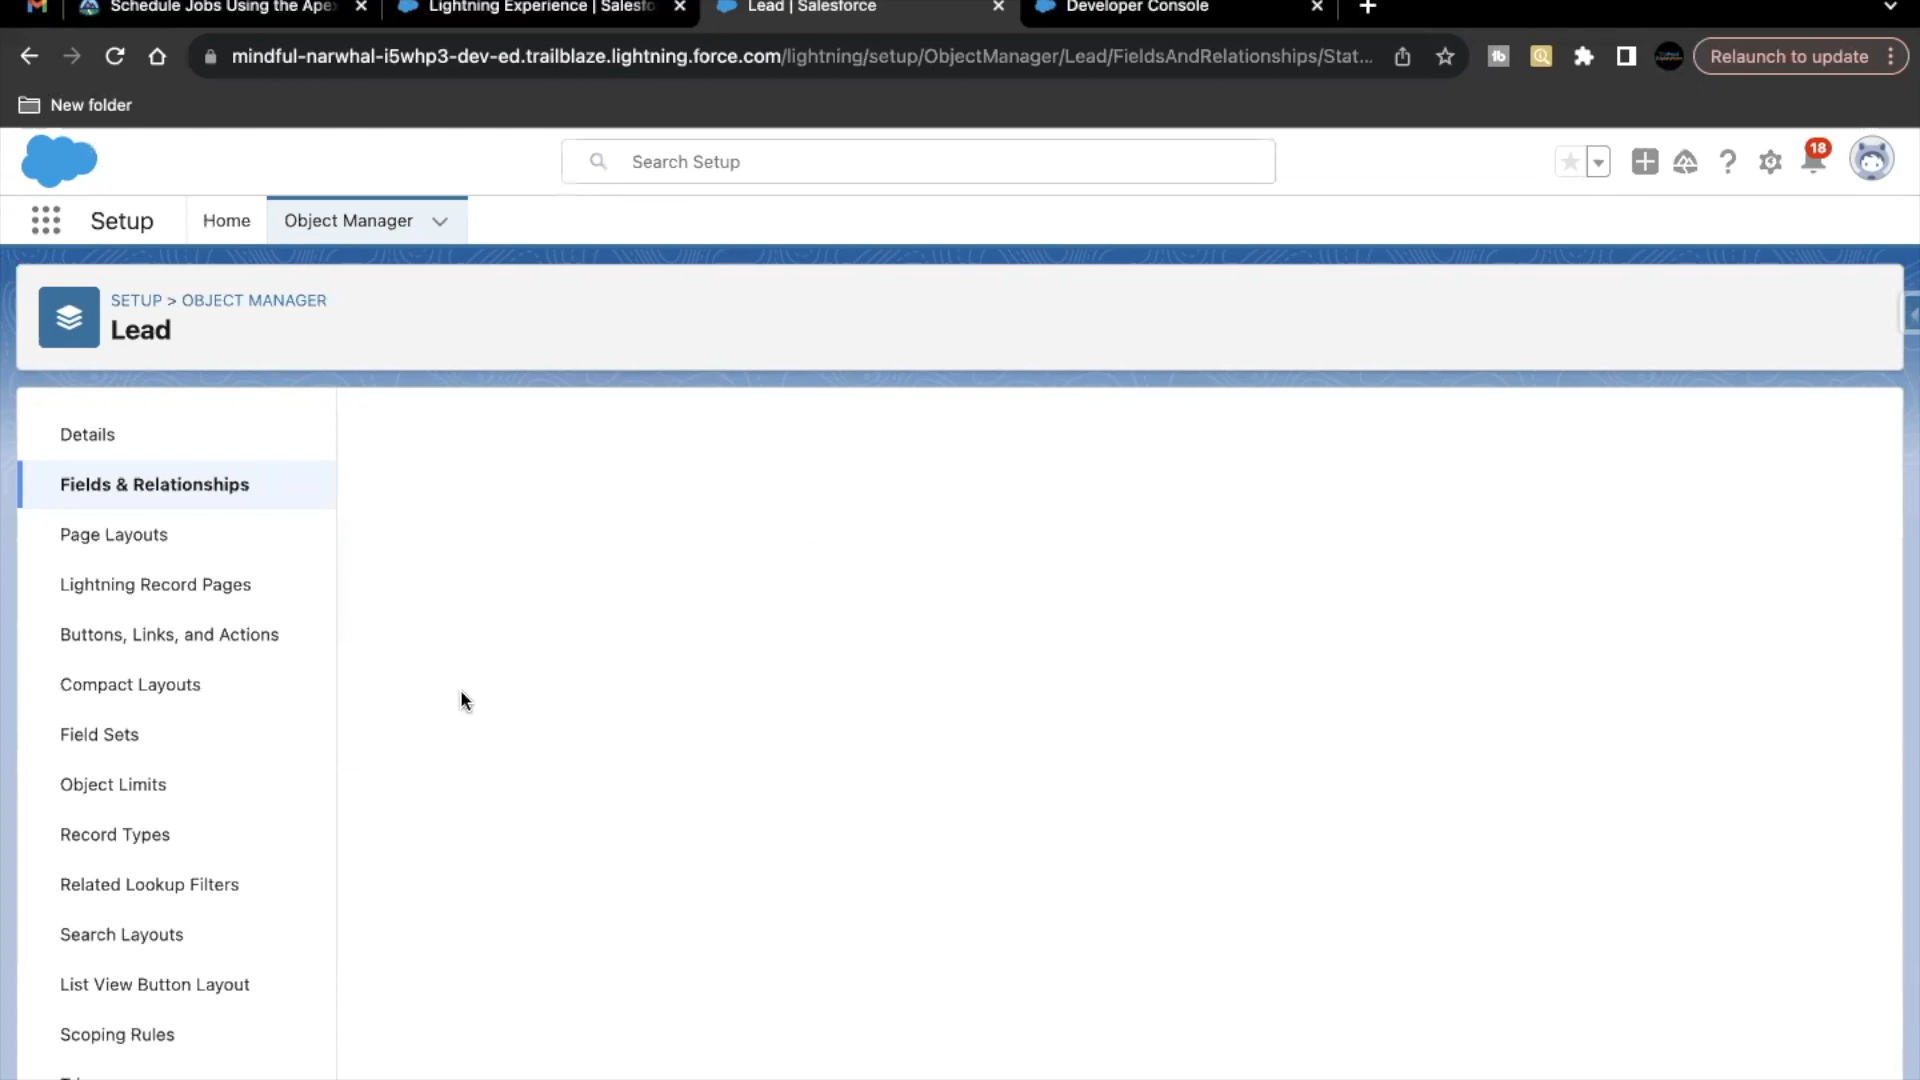 Schedule Jobs Using the Apex
Lightning Experience | Salesfo
Lead | Salesforce
Developer Console
mindful-narwhal-i5whp3-dev-ed.trailblaze.lightning.force.com/lightning/setup/ObjectManager/Lead/FieldsAndRelationships/Stat...
tb
Relaunch to update
New folder
Search Setup
18
Setup
Home
Object Manager
SETUP > OBJECT MANAGER
Lead
Details
Fields & Relationships
Page Layouts
Lightning Record Pages
Buttons, Links, and Actions
Compact Layouts
Field Sets
Object Limits
Record Types
Related Lookup Filters
Search Layouts
List View Button Layout
Scoping Rules